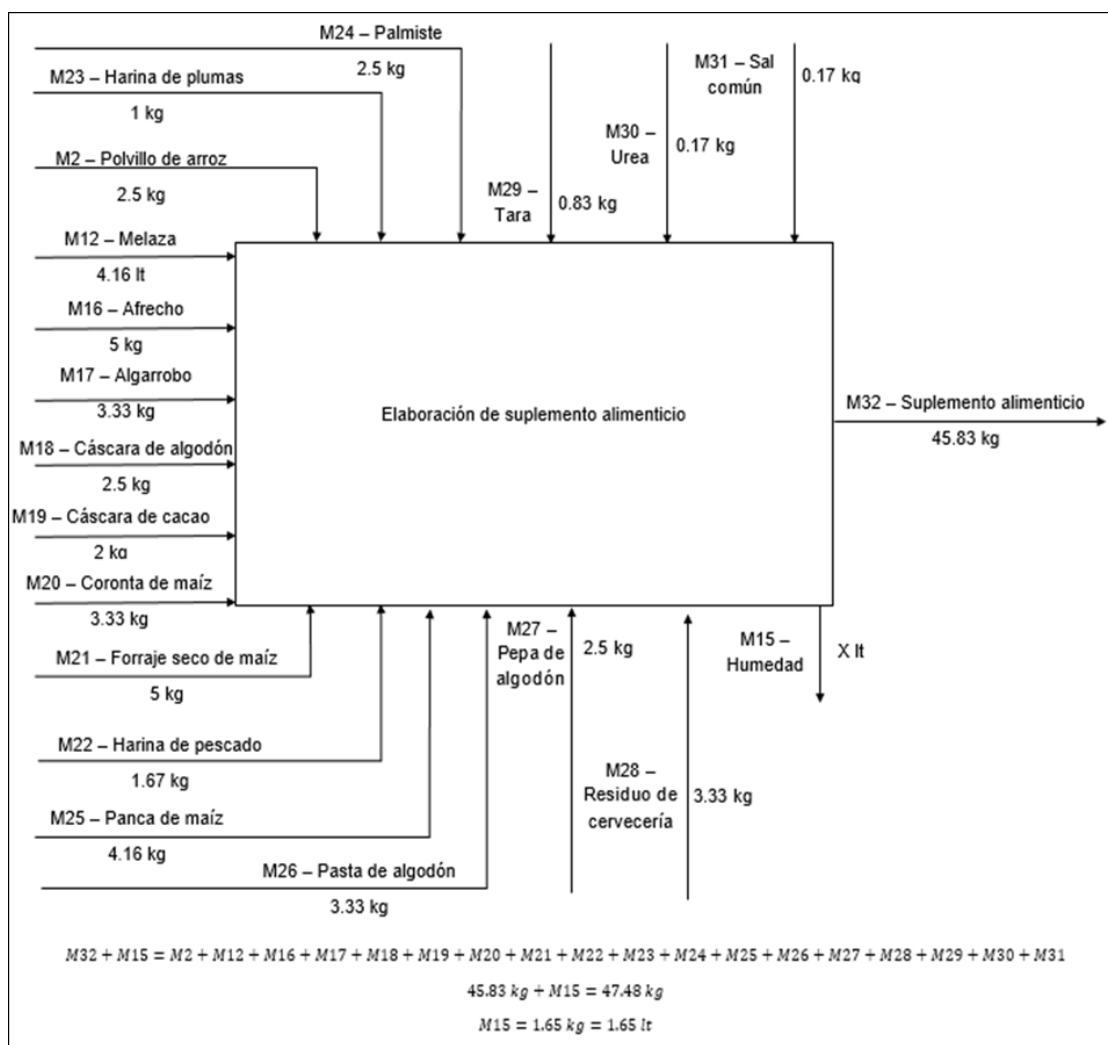 M24 – Palmiste
2.5 kg
M23 – Harina de plumas
1 kg
M2 – Polvillo de arroz
2.5 kg
M12 – Melaza
4.16 lt
M16 – Afrecho
5 kg
M17 – Algarrobo
3.33 kg
M18 – Cáscara de algodón
2.5 kg
M19 – Cáscara de cacao
2 kg
M20 – Coronta de maíz
3.33 kg
M21 – Forraje seco de maíz
5 kg
M22 – Harina de pescado
1.67 kg
M25 – Panca de maíz
4.16 kg
M26 – Pasta de algodón
3.33 kg
M29 –
Tara
0.83 kg
M30 –
Urea
0.17 kg
M31 – Sal
común
0.17 kg
Elaboración de suplemento alimenticio
M32 – Suplemento alimenticio
45.83 kg
M27 –
Pepa de
algodón
2.5 kg
M28 –
Residuo de
cervecería
3.33 kg
M15 –
Humedad
X lt
M32 + M15 = M2 + M12 + M16 + M17 + M18 + M19 + M20 + M21 + M22 + M23 + M24 + M25 + M26 + M27 + M28 + M29 + M30 + M31
45.83 kg + M15 = 47.48 kg
M15 = 1.65 kg = 1.65 lt